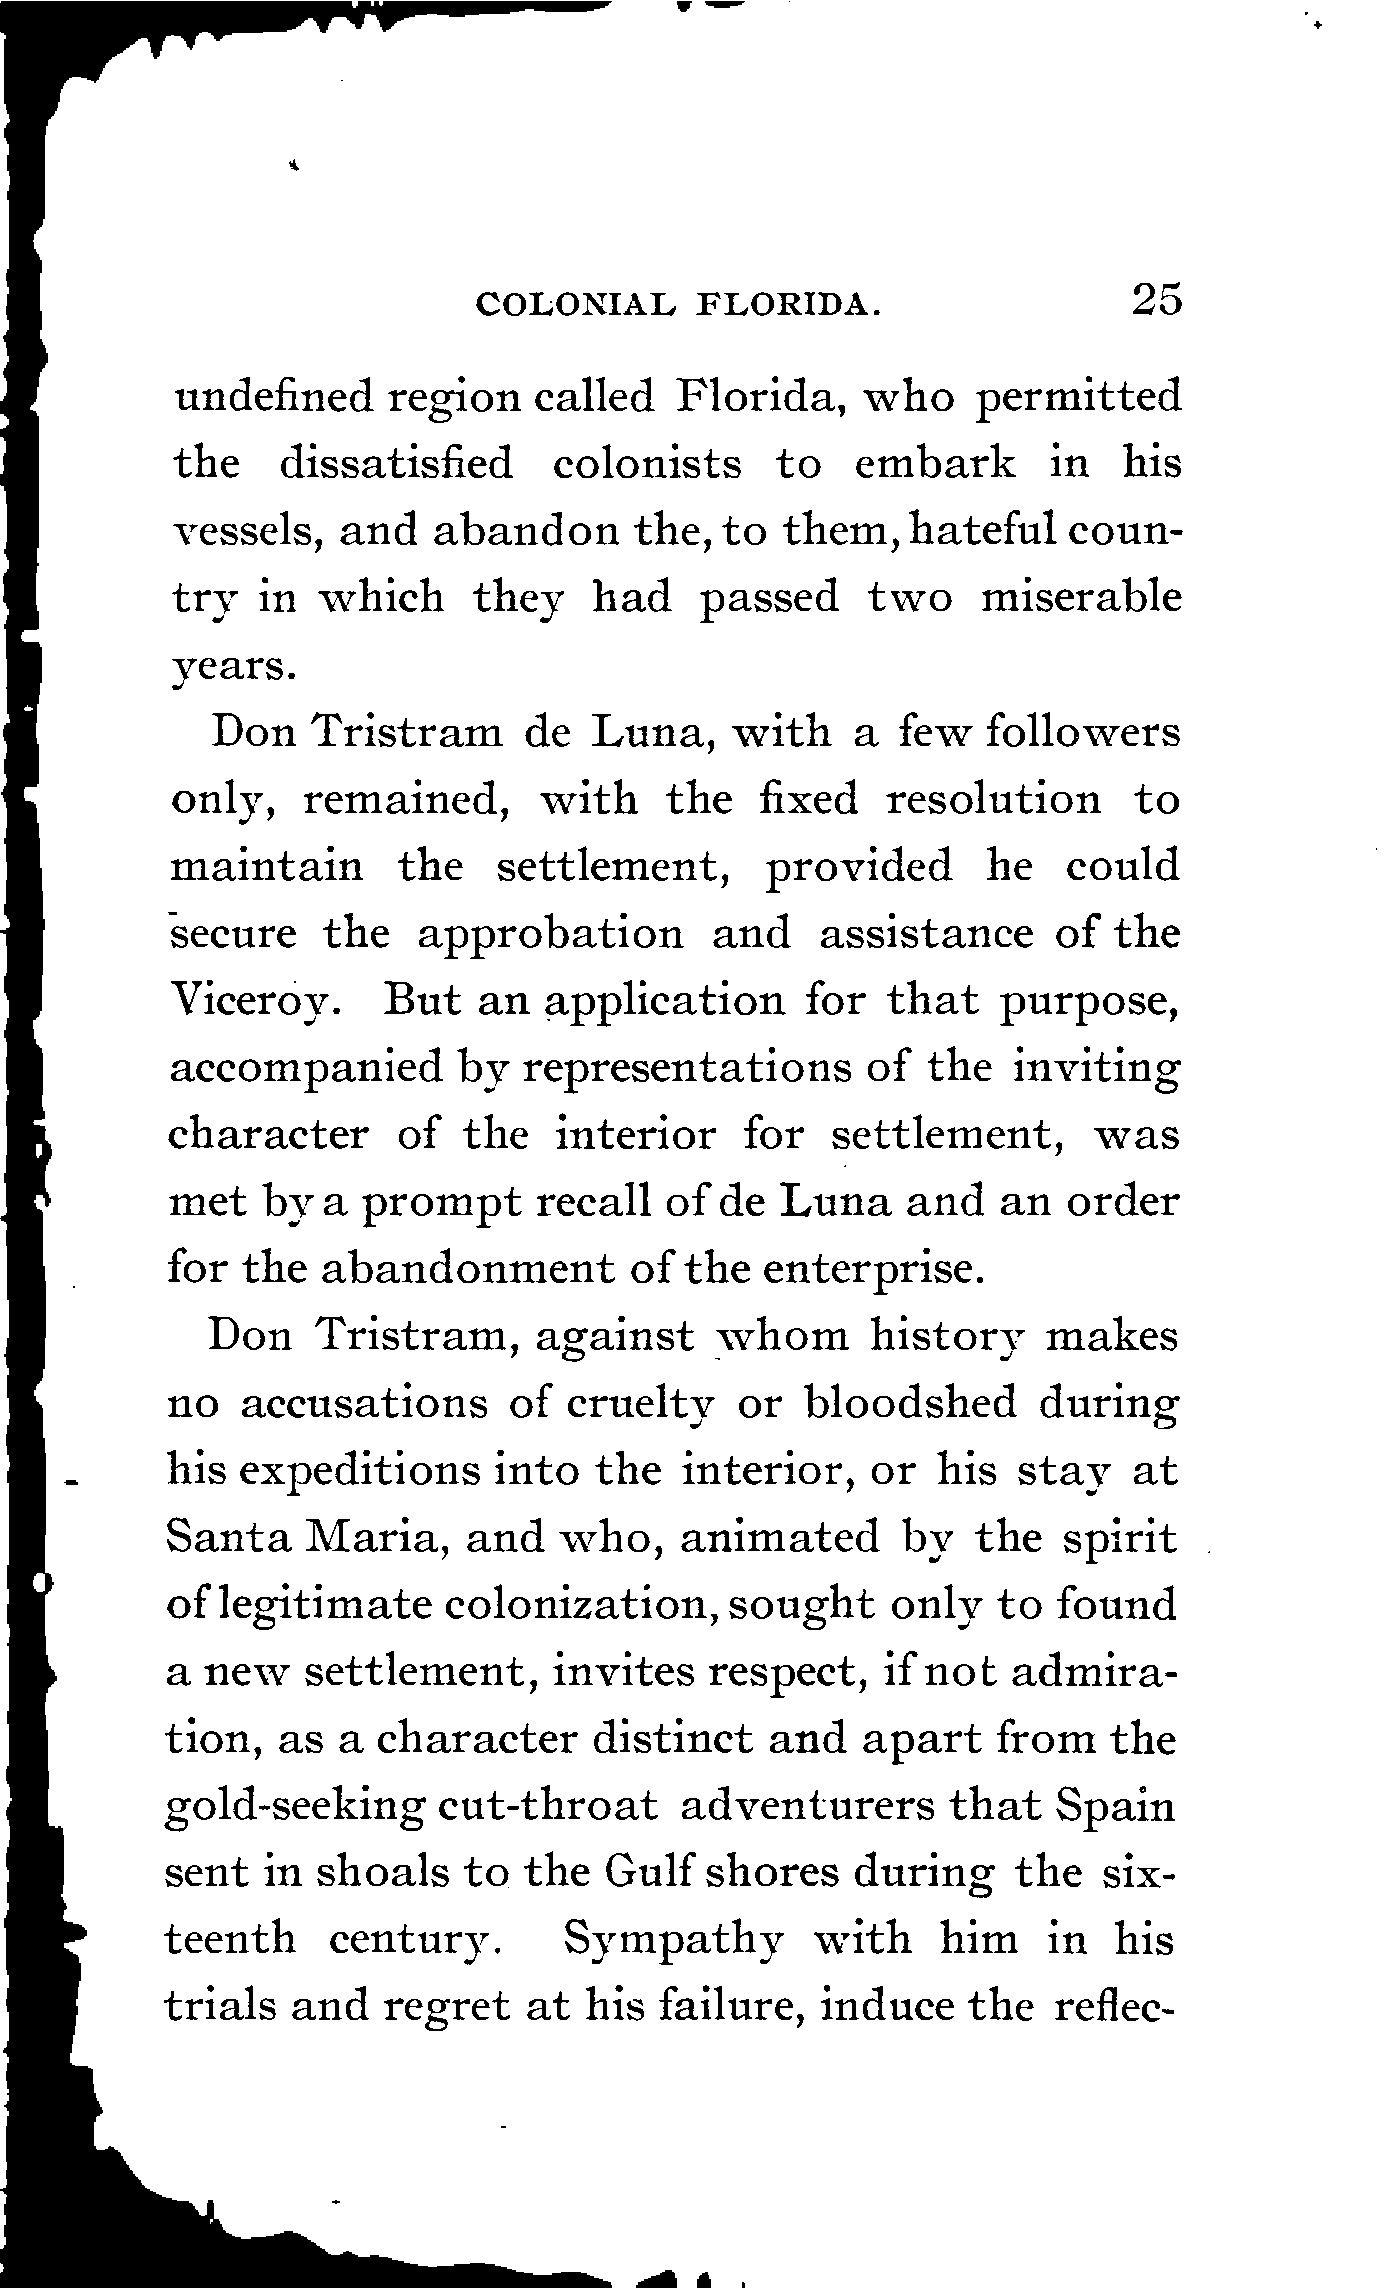 COLONIAL FLORIDA. 25
undefined region called Florida, who permitted
the dissatisfied colonists to embark in his
vessels, and abandon the, to them, hateful coun-
try in which they had passed two miserable
years.
Don Tristram de Luna, with a few followers
only, remained, with the fixed resolution to
maintain the settlement, provided he could
secure the approbation and assistance of the
Viceroy. But an application for that purpose,
accompanied by representations of the inviting
character of the interior for settlement, was
met by a prompt recall of de Luna and an order
for the abandonment of the enterprise.
Don Tristram, against whom history makes
no accusations of cruelty or bloodshed during
his expeditions into the interior, or his stay at
Santa Maria, and who, animated by the spirit
of legitimate colonization, sought only to found
a new settlement, invites respect, if not admira-
tion, as a character distinct and apart from the
gold-seeking cut-throat adventurers that Spain
sent in shoals to the Gulf shores during the six-
teenth century. Sympathy with him in his
trials and regret at his failure, induce the reflec-